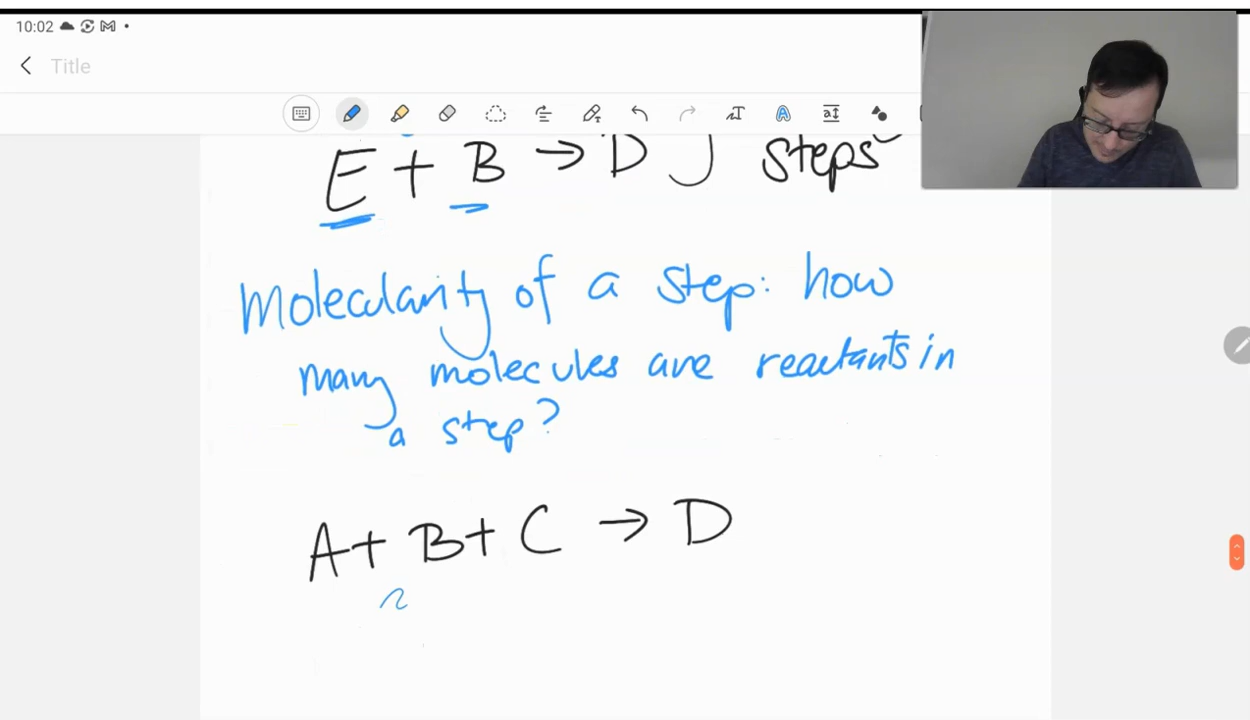 10:02
Title
E + B → D steps
Molecularity of a step: how
many molecules are reactants in
a step?
A + B + C → D